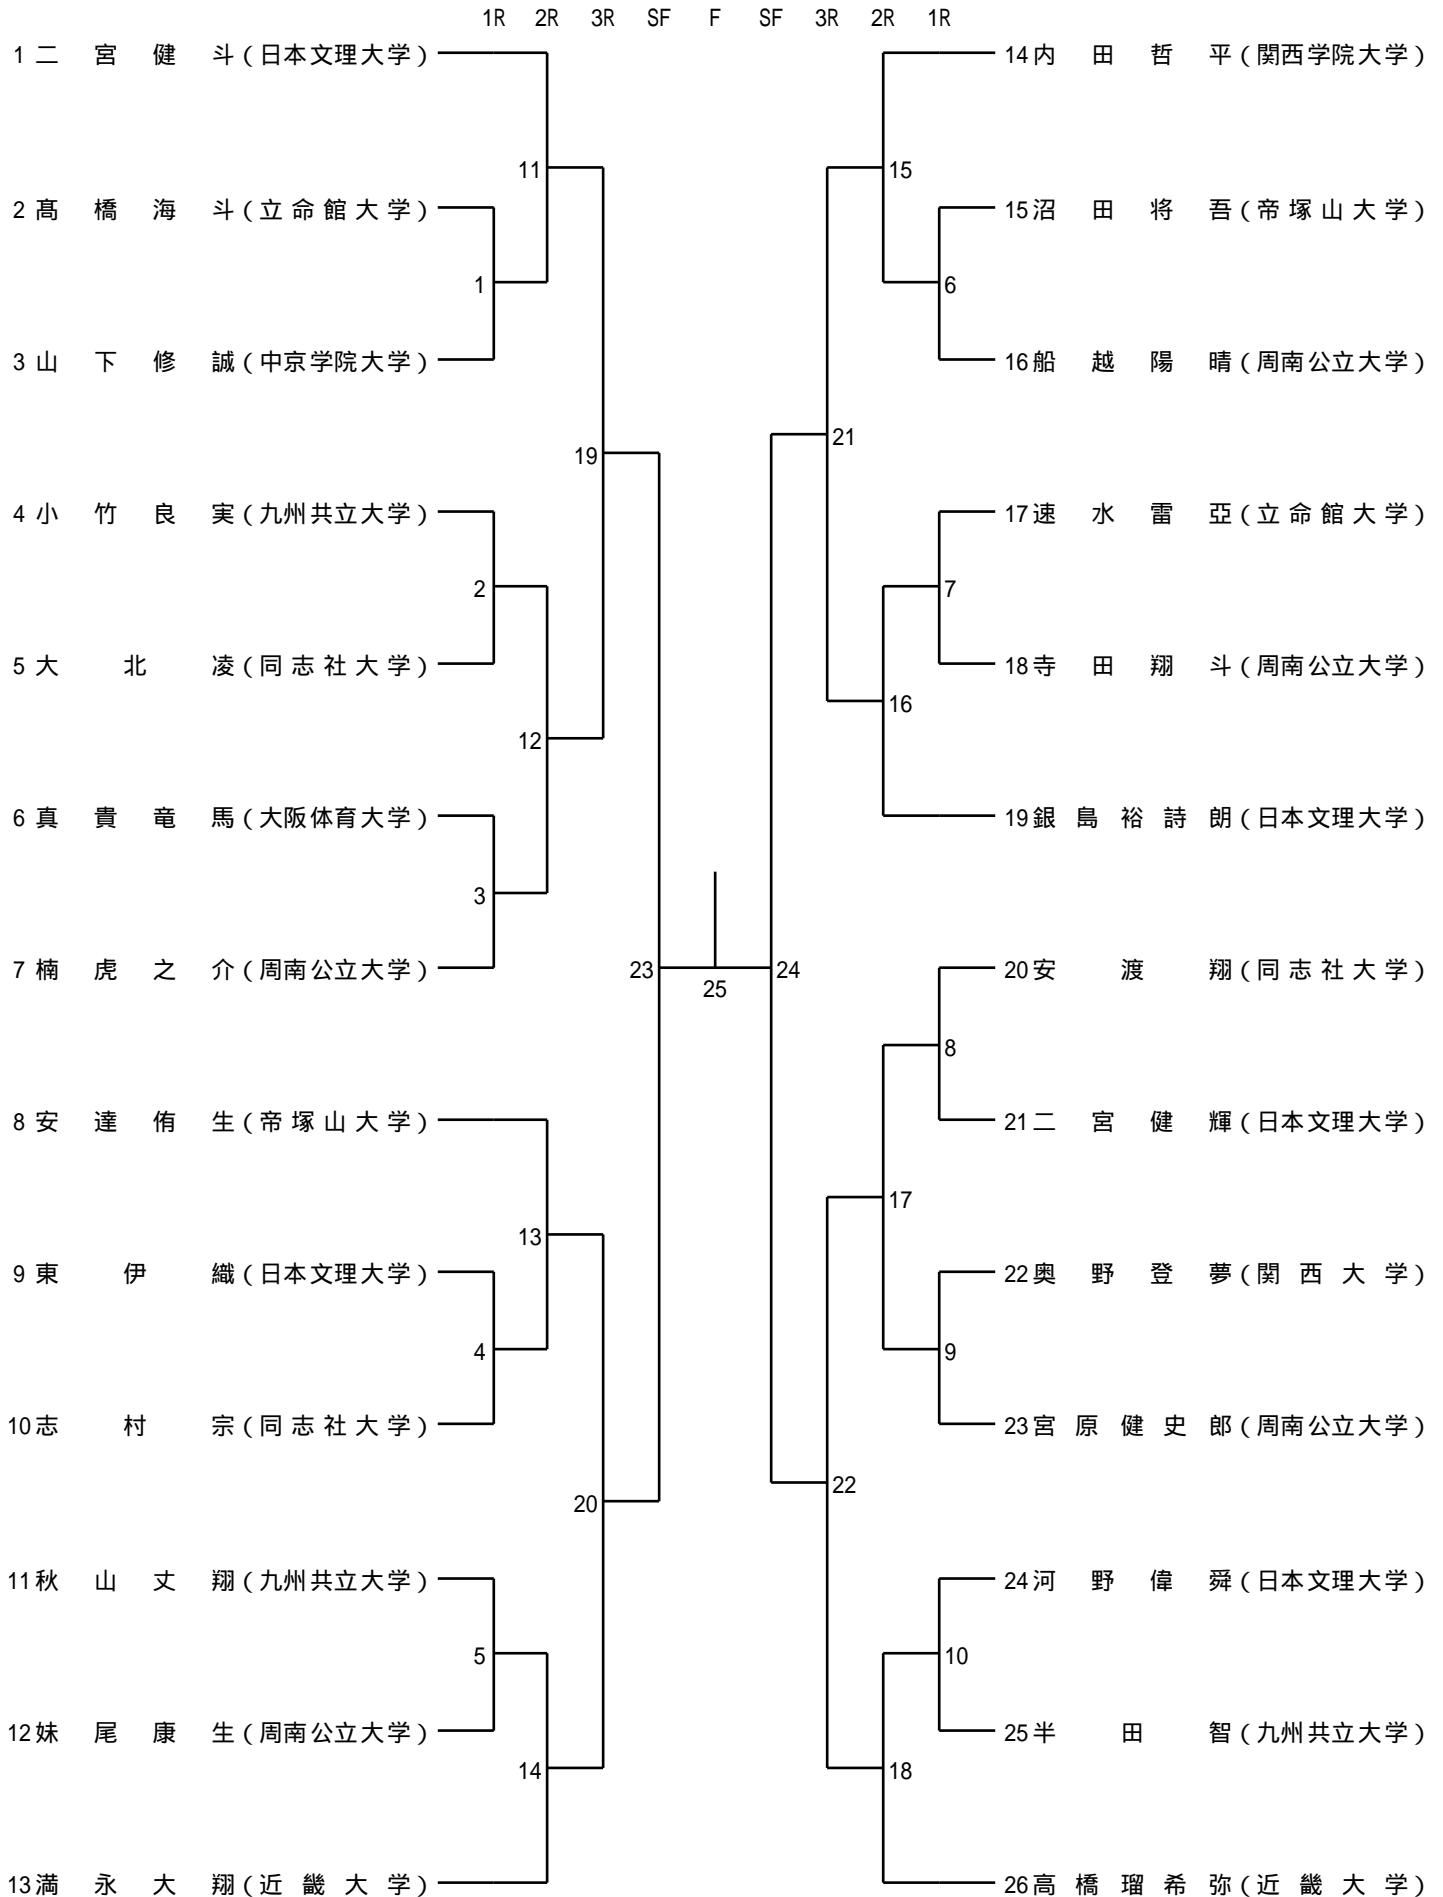 1R 2R 3R SF F SF 3R 2R 1R
1 二宮健斗(日本文理大学)
14 内田哲平(関西学院大学)
11
15
2 髙橋海斗(立命館大学)
15 沼田将吾(帝塚山大学)
1
6
3 山下修誠(中京学院大学)
16 船越陽晴(周南公立大学)
21
19
4 小竹良実(九州共立大学)
17 速水雷亞(立命館大学)
2
7
5 大北凌(同志社大学)
18 寺田翔斗(周南公立大学)
16
12
6 真貴竜馬(大阪体育大学)
19 銀島裕詩朗(日本文理大学)
3
7 楠虎之介(周南公立大学)
23
24
20 安渡翔(同志社大学)
25
8
8 安達侑生(帝塚山大学)
21 二宮健輝(日本文理大学)
17
13
9 東伊織(日本文理大学)
22 奥野登夢(関西大学)
4
9
10 志村宗(同志社大学)
23 宮原健史郎(周南公立大学)
22
20
11 秋山丈翔(九州共立大学)
24 河野偉舜(日本文理大学)
5
10
12 妹尾康生(周南公立大学)
25 半田智(九州共立大学)
14
18
13 満永大翔(近畿大学)
26 高橋瑠希弥(近畿大学)